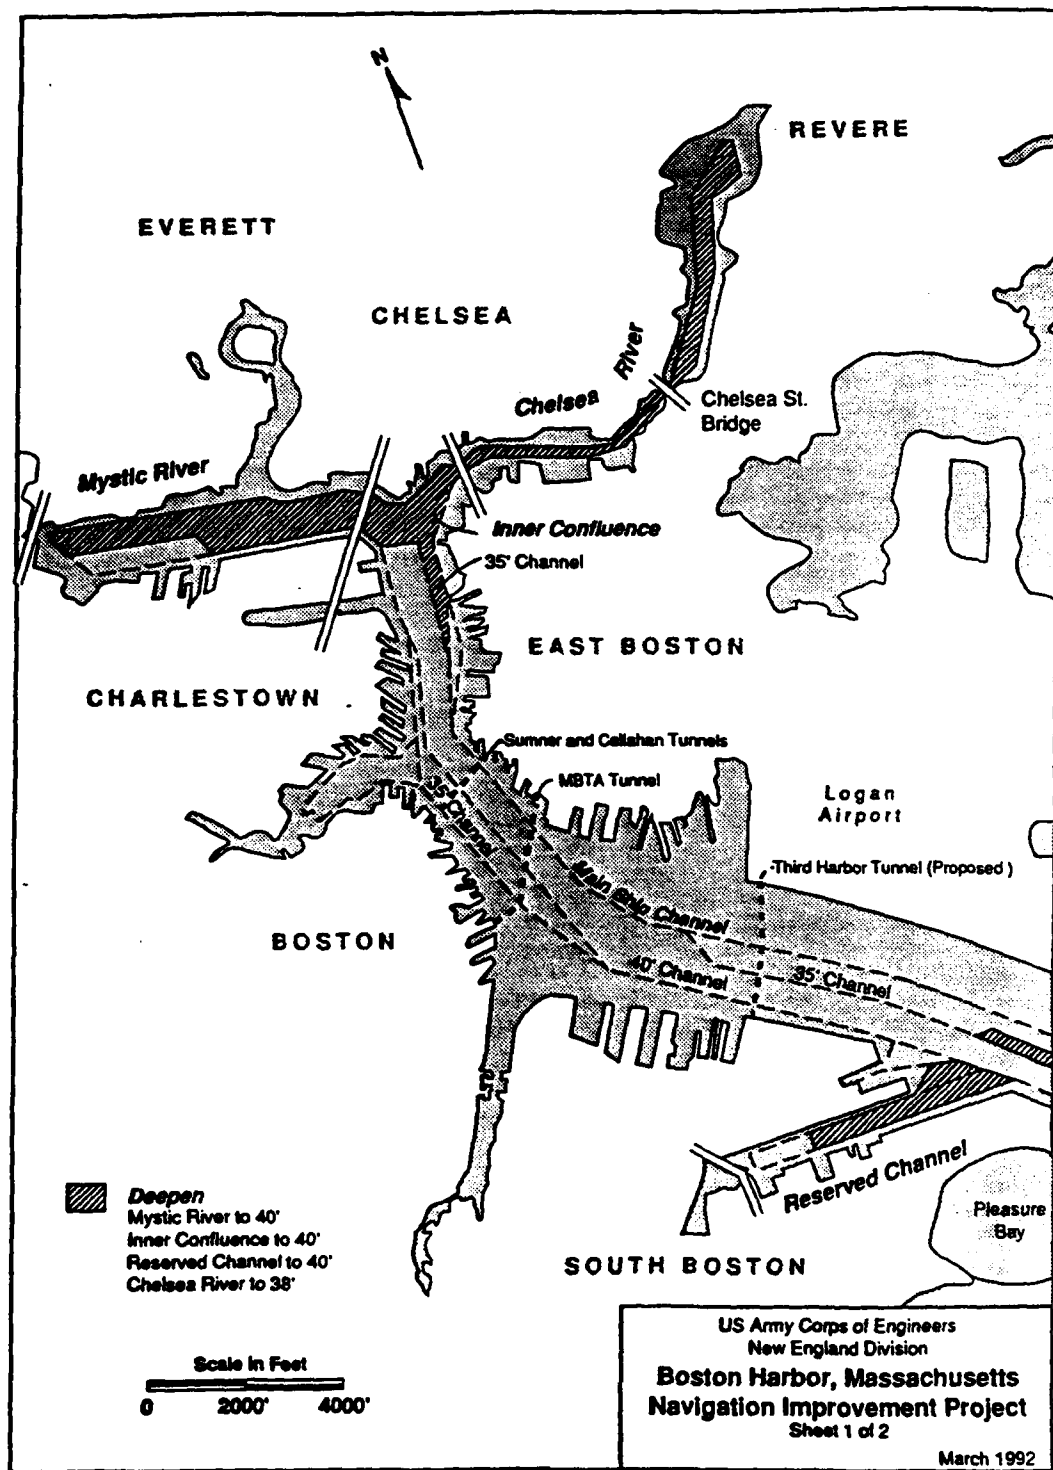 N
REVERE
EVERETT
CHELSEA
River
Chelsea
Chelsea St.
Bridge
Mystic River
Inner Confluence
35' Channel
EAST BOSTON
CHARLESTOWN
Sumner and Callahan Tunnels
MBTA Tunnel
Logan
Airport
35' Channel
Third Harbor Tunnel (Proposed)
Main Ship Channel
BOSTON
40' Channel
35' Channel
Reserved Channel
Pleasure
Bay
Deepen
Mystic River to 40'
Inner Confluence to 40'
Reserved Channel to 40'
Chelsea River to 38'
SOUTH BOSTON
Scale in Feet
0 2000' 4000'
US Army Corps of Engineers
New England Division
Boston Harbor, Massachusetts
Navigation Improvement Project
Sheet 1 of 2
March 1992